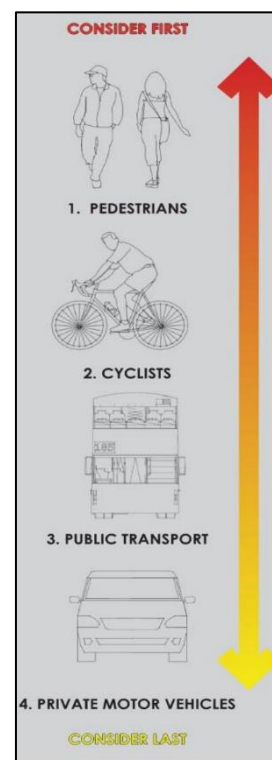 CONSIDER FIRST
1. PEDESTRIANS
2. CYCLISTS
3. PUBLIC TRANSPORT
4. PRIVATE MOTOR VEHICLES
CONSIDER LAST